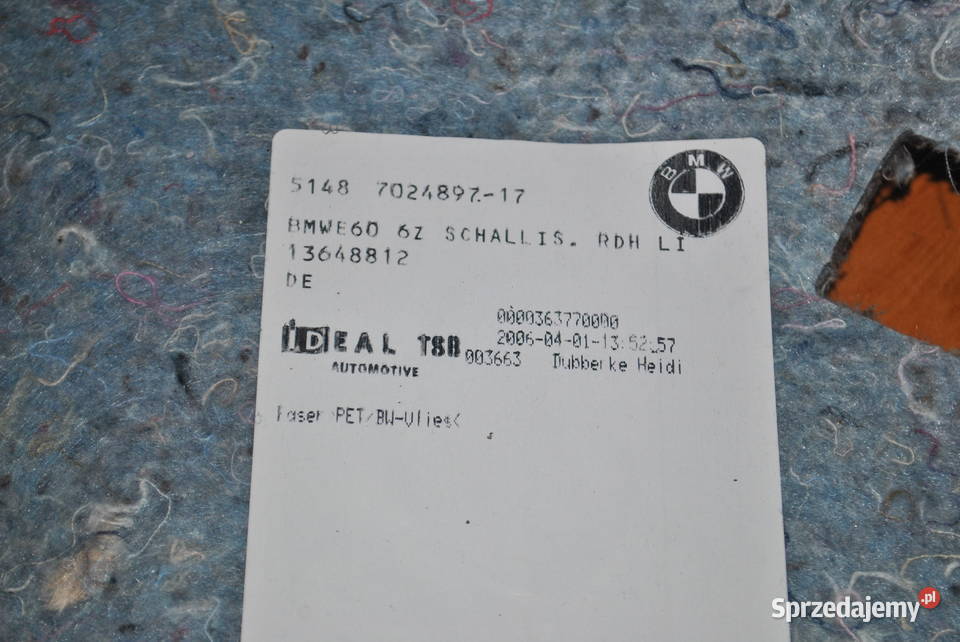 5148 7024897-17
BMW
BMWE60 6Z SCHALLIS. RDH LI
13648812
DE
0000363770000
IDEAL TSB
2006-04-01-13:52:57
003663 Dubberke Heidi
AUTOMOTIVE
Faser PET/BW-Vlies<
Sprzedajemy.pl